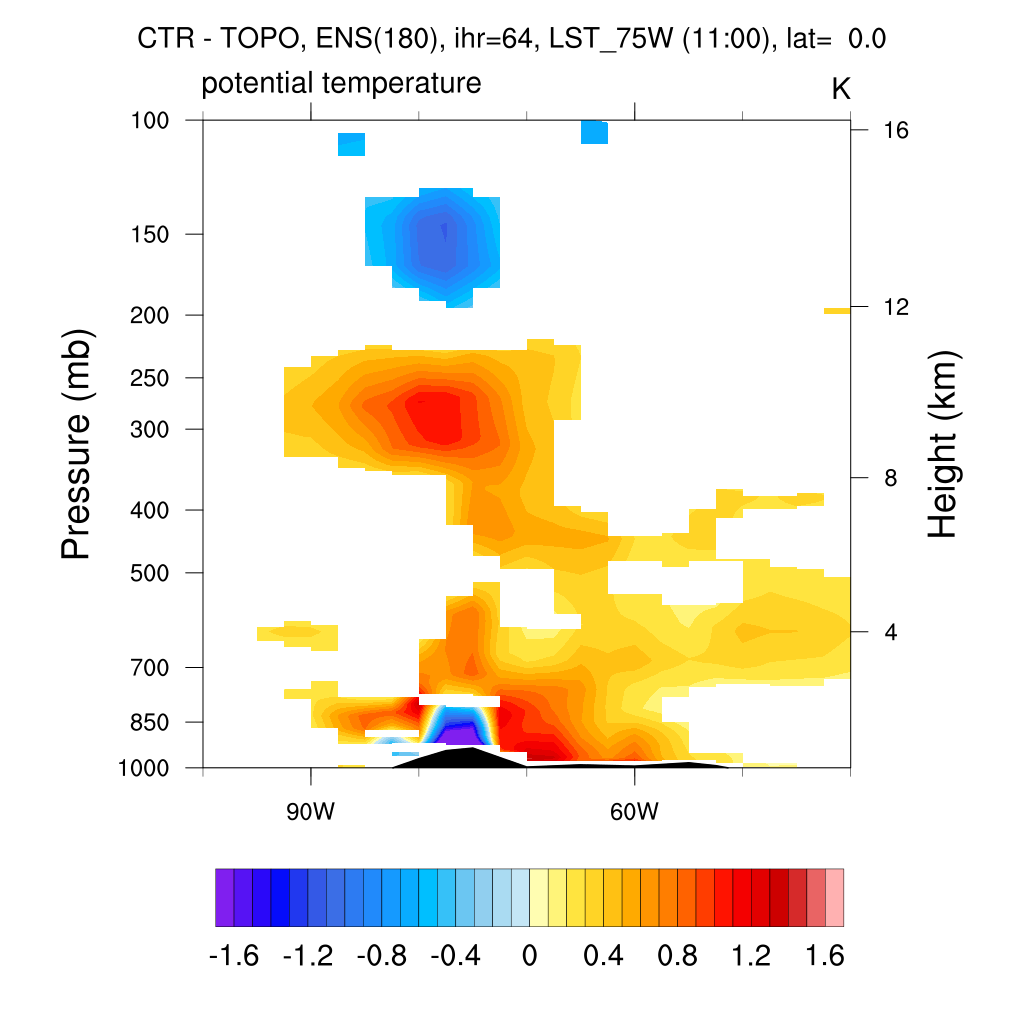 CTR - TOPO, ENS(180), ihr=64, LST_75W (11:00), lat=  0.0
potential temperature
K
100
150
200
250
300
400
500
700
850
1000
Pressure (mb)
16
12
8
4
Height (km)
90W
60W
-1.6 -1.2 -0.8 -0.4 0 0.4 0.8 1.2 1.6